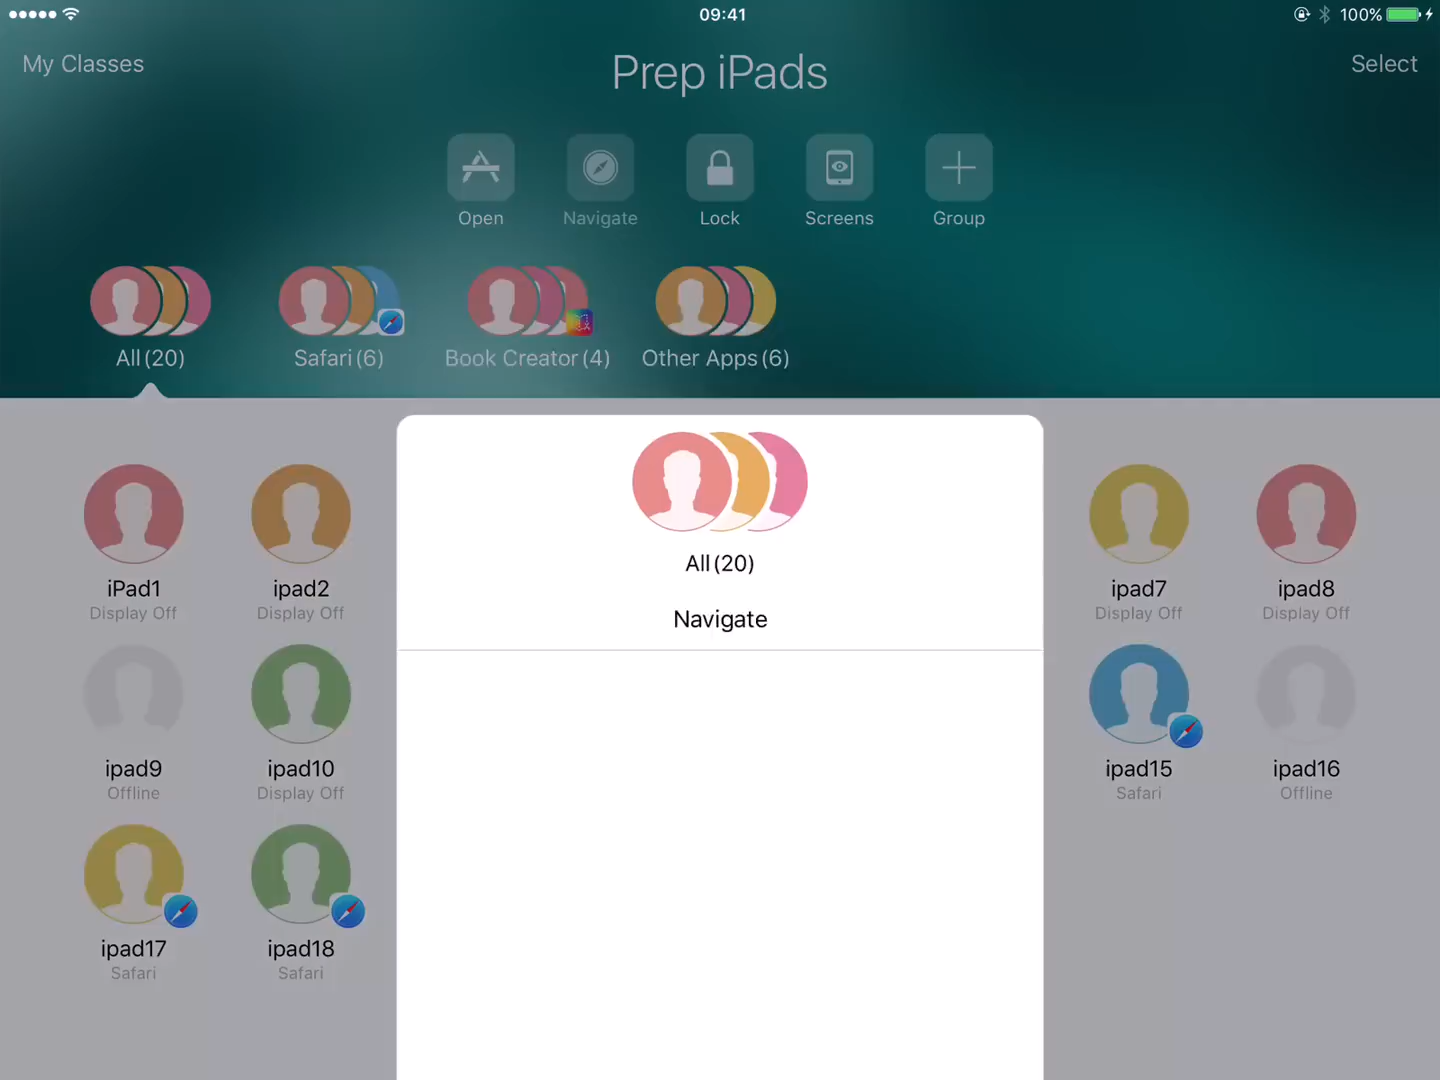 09:41
100%
My Classes
Prep iPads
Select
Open
Navigate
Lock
Screens
Group
All (20)
Safari (6)
Book Creator (4)
Other Apps (6)
All (20)
Navigate
iPad1
Display Off
ipad2
Display Off
ipad7
Display Off
ipad8
Display Off
ipad9
Offline
ipad10
Display Off
ipad15
Safari
ipad16
Offline
ipad17
Safari
ipad18
Safari